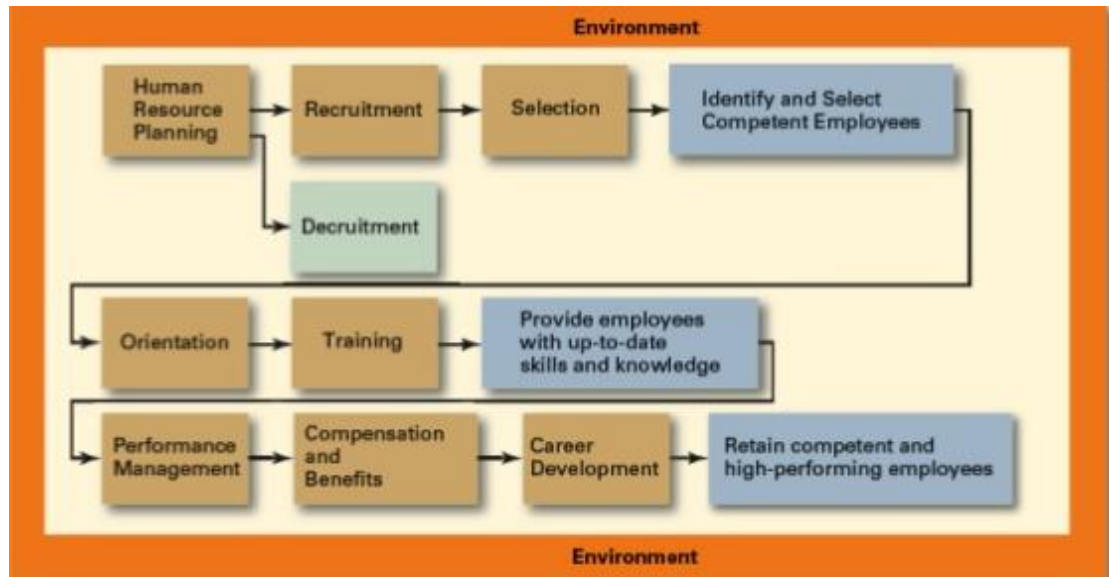 Environment
Human
Resource
Planning
Recruitment
Selection
Identify and Select
Competent Employees
Decruitment
Orientation
Training
Provide employees
with up-to-date
skills and knowledge
Performance
Management
Compensation
and
Benefits
Career
Development
Retain competent and
high-performing employees
Environment